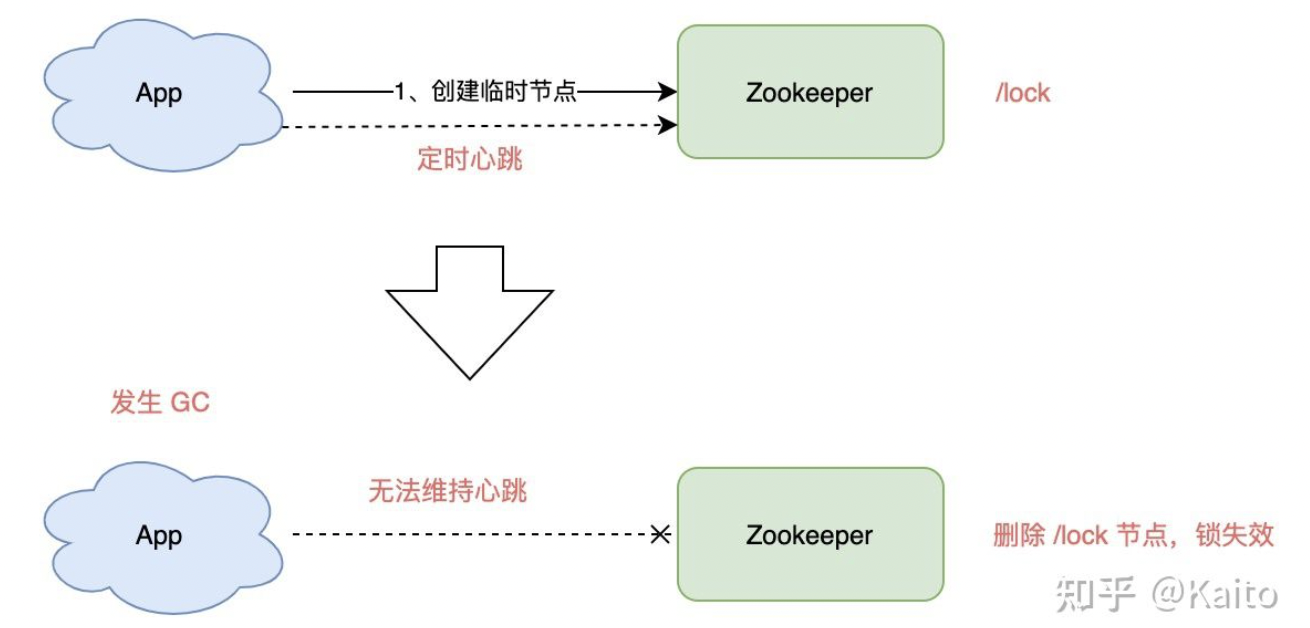 App
1、创建临时节点
Zookeeper
/lock
定时心跳
发生 GC
无法维持心跳
App
Zookeeper
删除 /lock 节点，锁失效
知乎 @Kaito